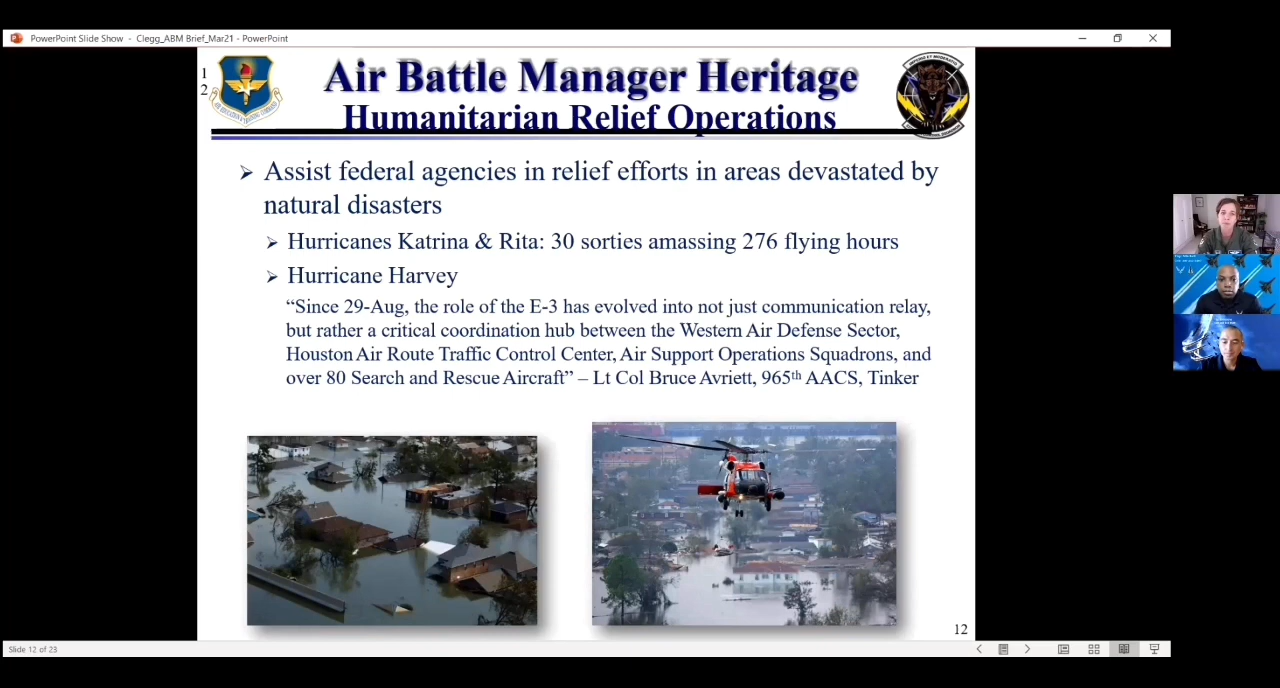 PowerPoint Slide Show - Clegg_ABM Brief_Mar21 - PowerPoint
1
2
Air Battle Manager Heritage
Humanitarian Relief Operations
Assist federal agencies in relief efforts in areas devastated by
natural disasters
Hurricanes Katrina & Rita: 30 sorties amassing 276 flying hours
Hurricane Harvey
“Since 29-Aug, the role of the E-3 has evolved into not just communication relay,
but rather a critical coordination hub between the Western Air Defense Sector,
Houston Air Route Traffic Control Center, Air Support Operations Squadrons, and
over 80 Search and Rescue Aircraft” – Lt Col Bruce Avriett, 965th AACS, Tinker
12
Slide 12 of 23